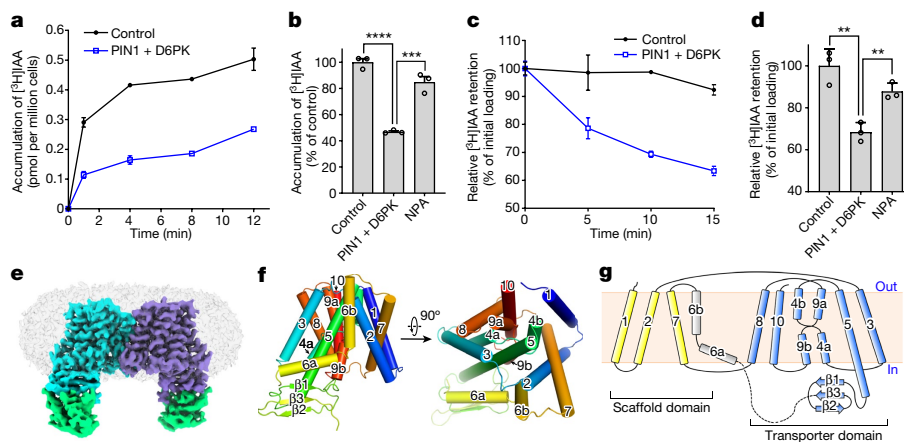 a
Control
PIN1 + D6PK
Accumulation of [³H]IAA
(pmol per million cells)
0.6
0.5
0.4
0.3
0.2
0.1
0
0 2 4 6 8 10 12
Time (min)
b
****
***
Accumulation of [³H]IAA
(% of control)
100
80
60
40
20
0
Control
PIN1 + D6PK
NPA
c
Control
PIN1 + D6PK
Relative [³H]IAA retention
(% of initial loading)
110
100
90
80
70
60
50
0 5 10 15
Time (min)
d
**
**
Relative [³H]IAA retention
(% of initial loading)
100
80
60
40
Control
PIN1 + D6PK
NPA
e
f
10
9a
6b
1
3
8
5
2
7
4a
6a
9b
β1
β3
β2
90°
10
1
8
9a
4b
5
3
9b
2
6a
6b
7
g
Out
In
1
2
7
6b
6a
8
10
4b
9a
9b
4a
5
3
β1
β3
β2
Scaffold domain
Transporter domain